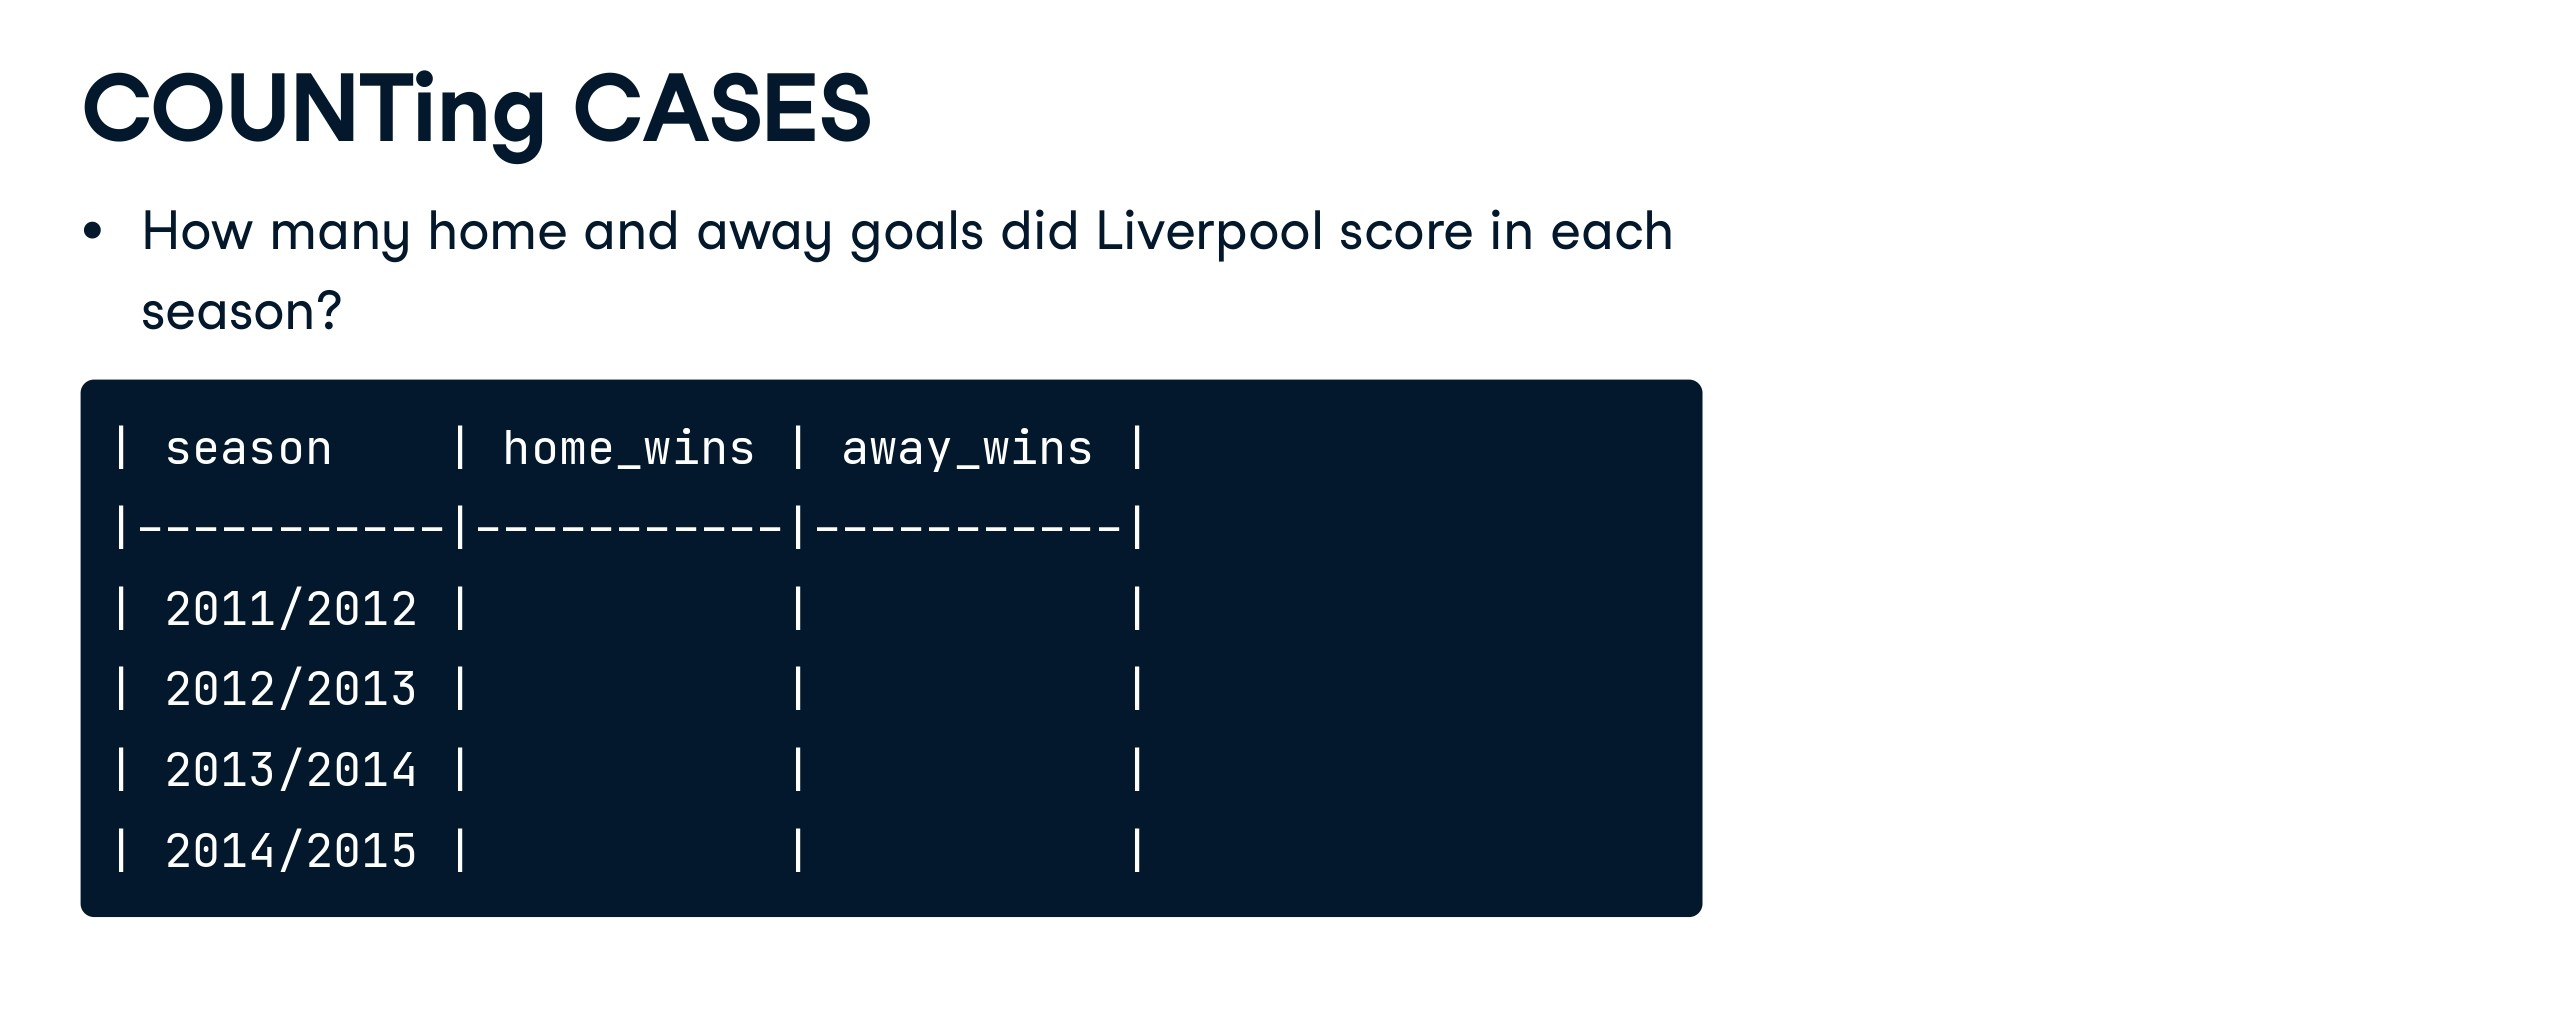 COUNTing CASES
• How many home and away goals did Liverpool score in each
season?
| season    | home_wins | away_wins |
|-----------|-----------|-----------|
| 2011/2012 |           |           |
| 2012/2013 |           |           |
| 2013/2014 |           |           |
| 2014/2015 |           |           |